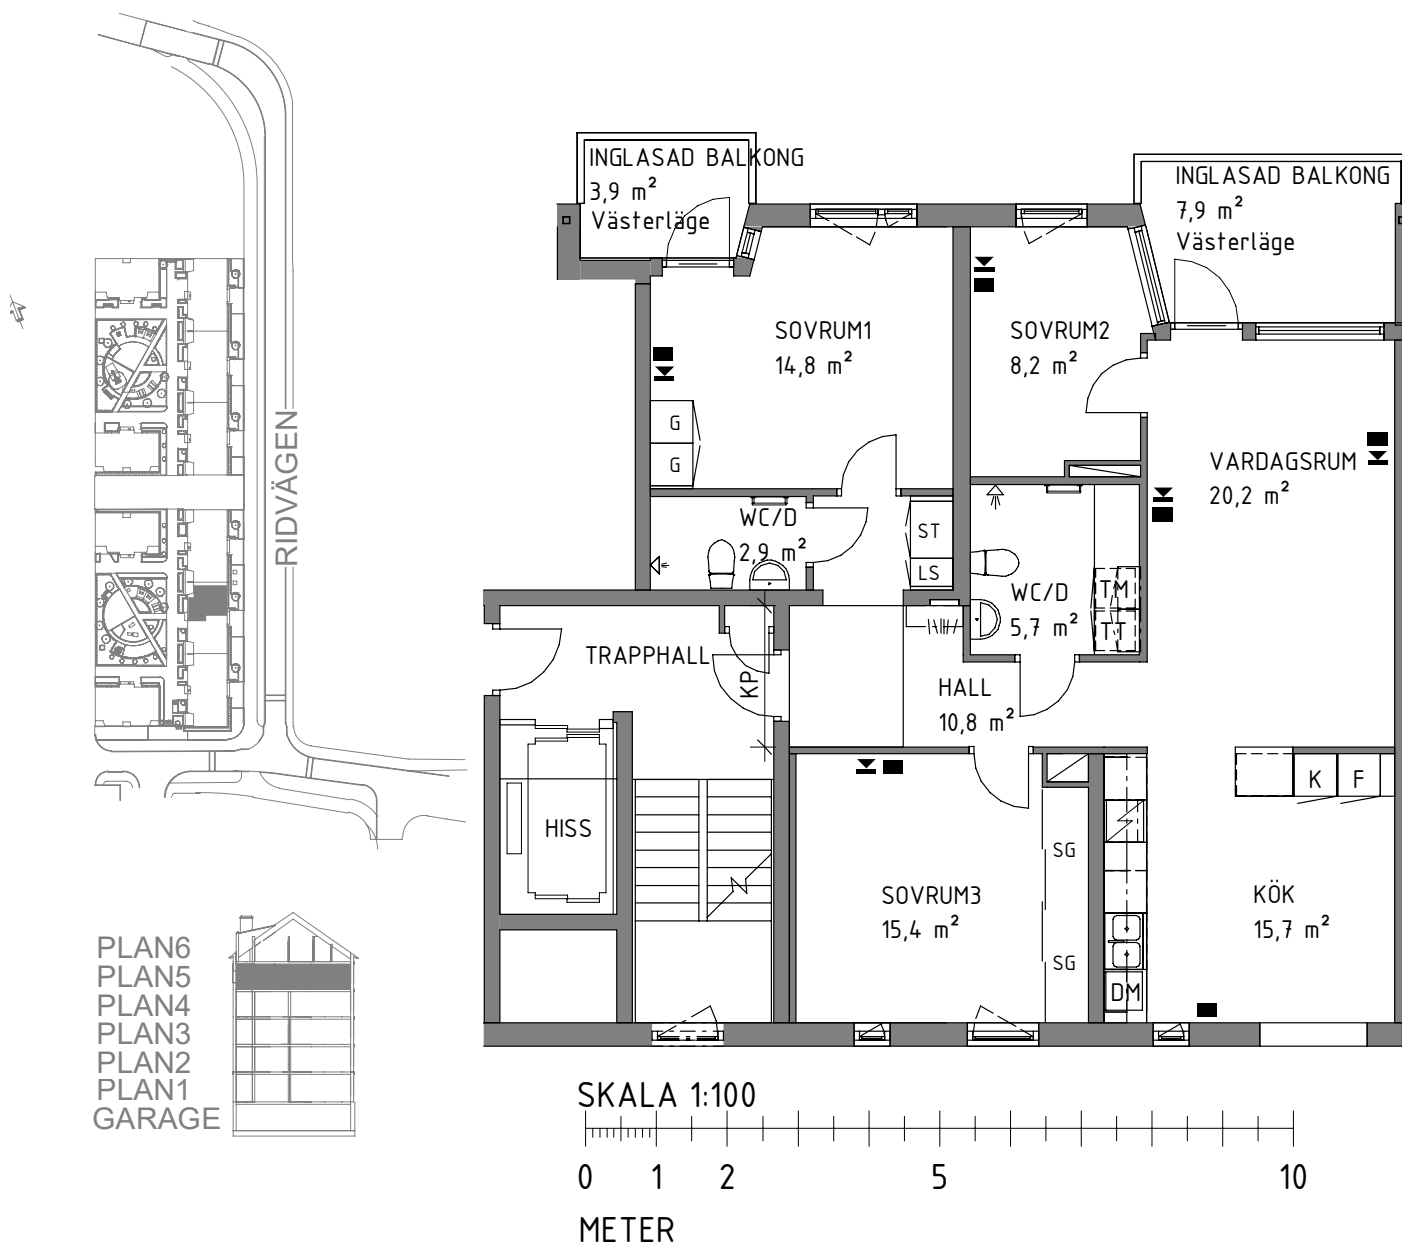 INGLASAD BALKONG
3,9 m²
Västerläge
INGLASAD BALKONG
7,9 m²
Västerläge
SOVRUM1
14,8 m²
SOVRUM2
8,2 m²
G
G
VARDAGSRUM
20,2 m²
WC/D
2,9 m²
ST
LS
WC/D
5,7 m²
TM
TT
TRAPPHALL
KP
HALL
10,8 m²
HISS
K
F
SG
SG
SOVRUM3
15,4 m²
KÖK
15,7 m²
DM
RIDVÄGEN
PLAN6
PLAN5
PLAN4
PLAN3
PLAN2
PLAN1
GARAGE
SKALA 1:100
0 1 2 5 10
METER